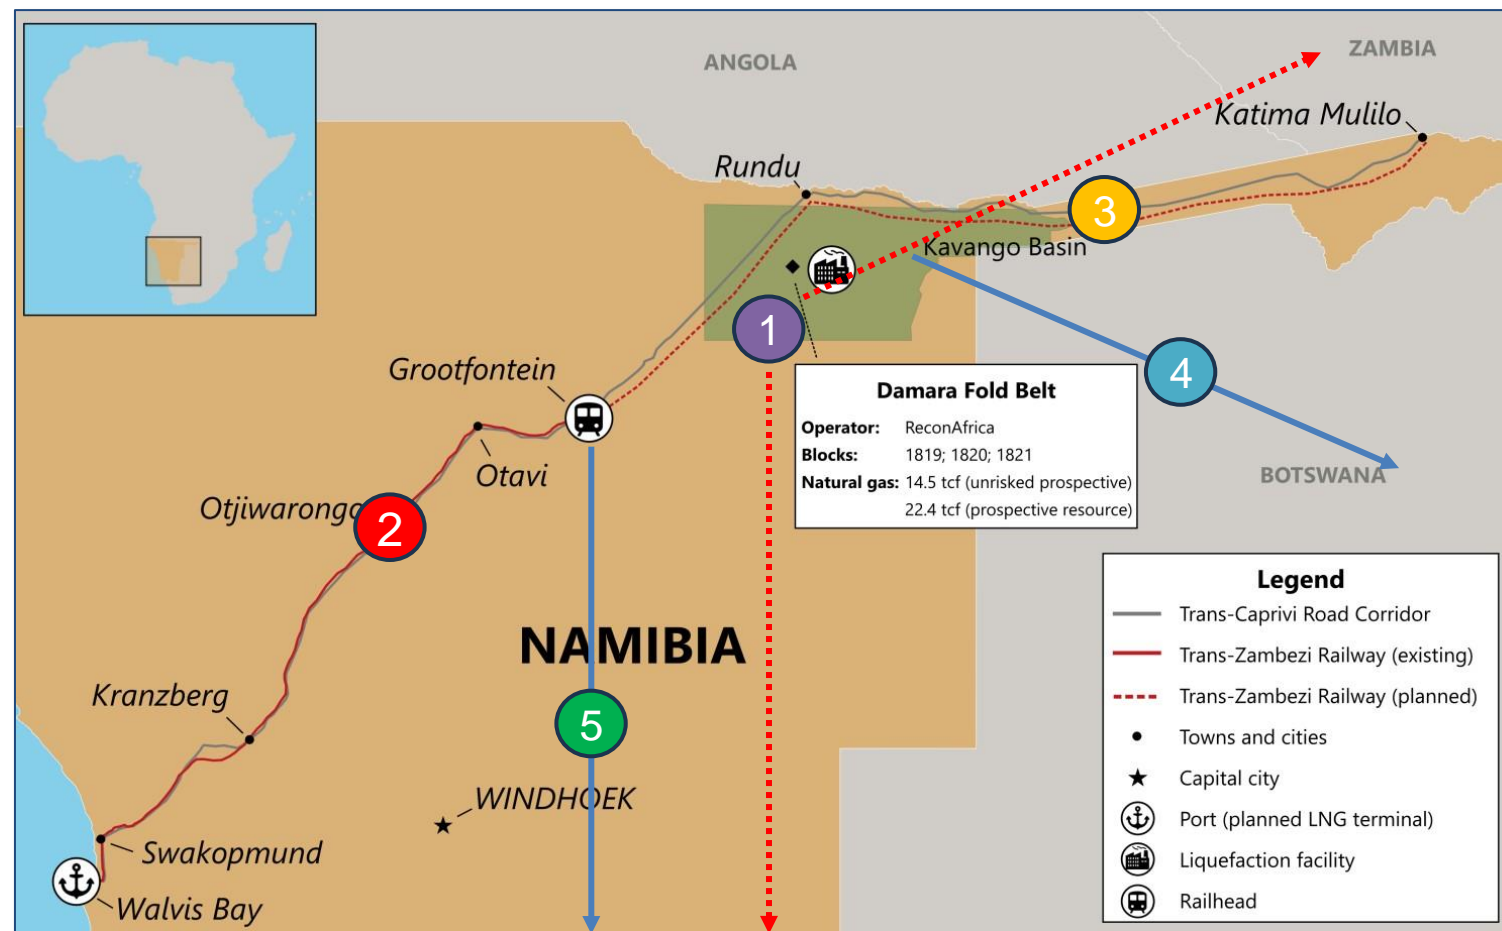 ANGOLA
ZAMBIA
Katima Mulilo
Rundu
3
Kavango Basin
1
4
Grootfontein
Damara Fold Belt
Operator: ReconAfrica
Blocks: 1819; 1820; 1821
Natural gas: 14.5 tcf (unrisked prospective)
22.4 tcf (prospective resource)
Otavi
BOTSWANA
Otjiwarongo
2
NAMIBIA
Kranzberg
5
WINDHOEK
Swakopmund
Walvis Bay
Legend
Trans-Caprivi Road Corridor
Trans-Zambezi Railway (existing)
Trans-Zambezi Railway (planned)
Towns and cities
Capital city
Port (planned LNG terminal)
Liquefaction facility
Railhead